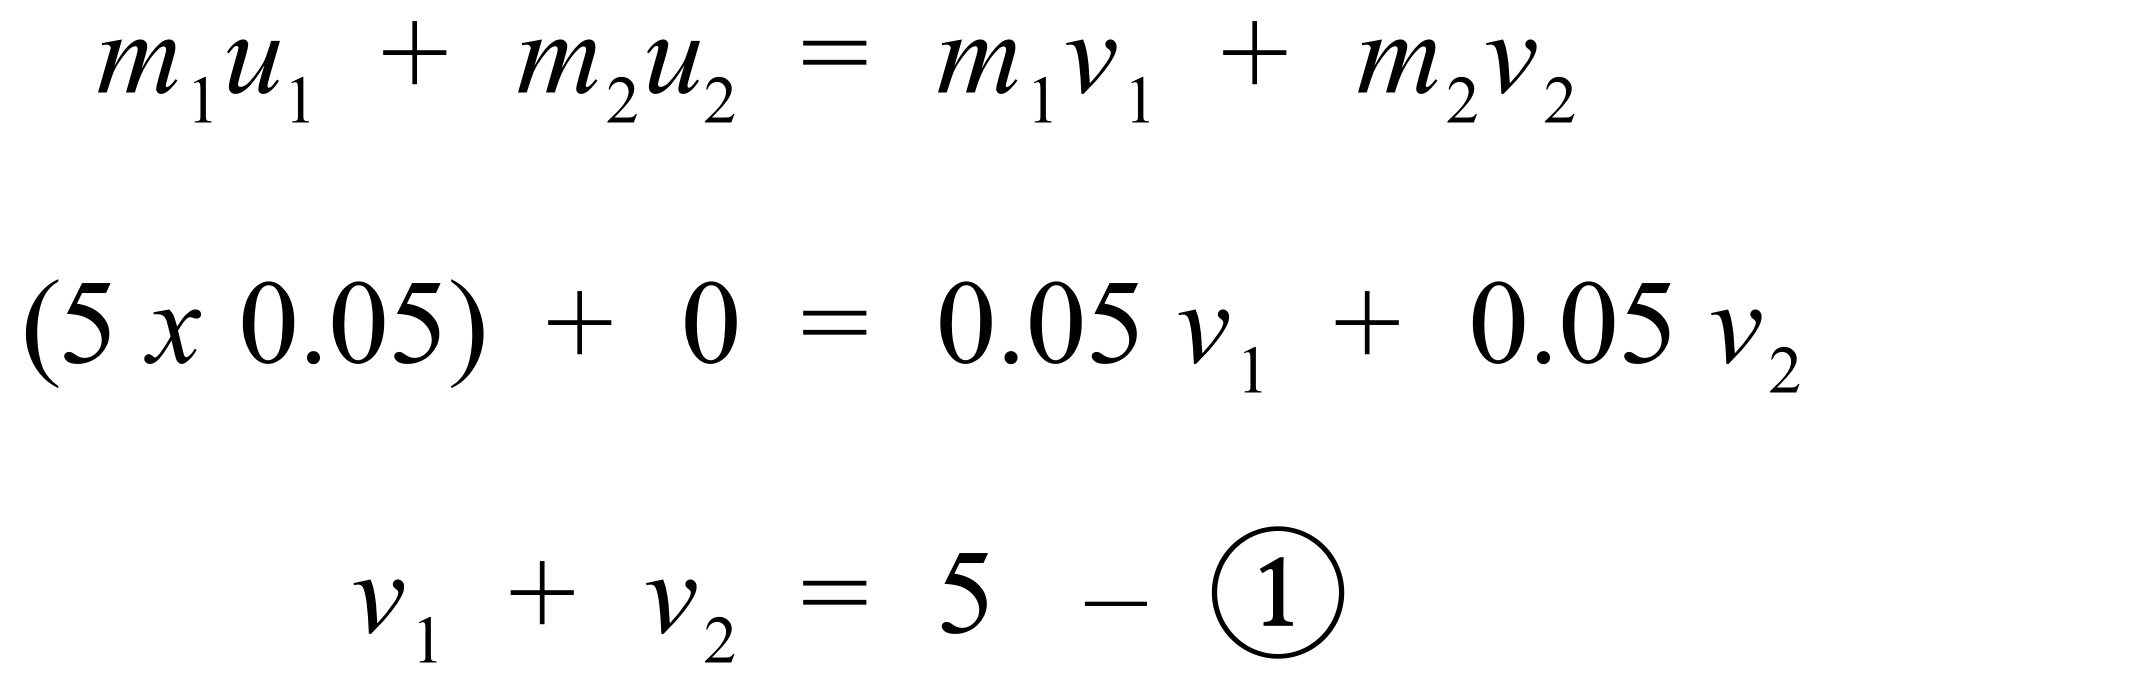 m₁u₁ + m₂u₂ = m₁v₁ + m₂v₂
(5 x 0.05) + 0 = 0.05 v₁ + 0.05 v₂
v₁ + v₂ = 5 – ①